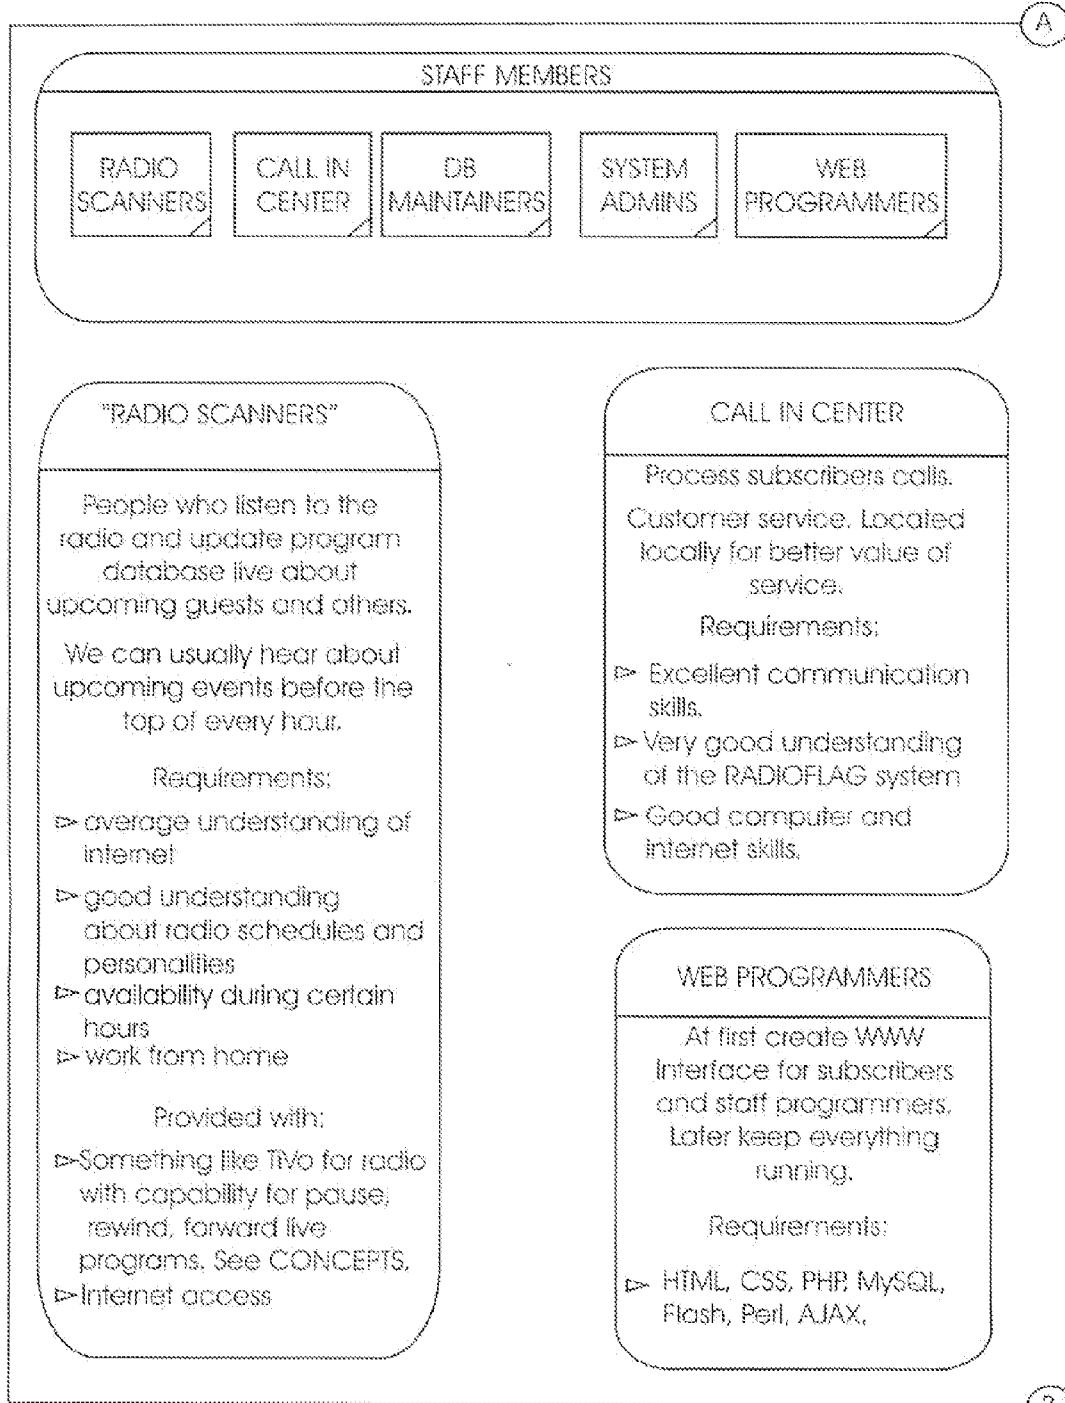 A
STAFF MEMBERS
RADIO
SCANNERS
CALL IN
CENTER
DB
MAINTAINERS
SYSTEM
ADMINS
WEB
PROGRAMMERS
"RADIO SCANNERS"
People who listen to the
radio and update program
database live about
upcoming guests and others.
We can usually hear about
upcoming events before the
top of every hour.
Requirements:
average understanding of
internet
good understanding
about radio schedules and
personalities
availability during certain
hours
work from home
Provided with:
Something like TiVo for radio
with capability for pause,
rewind, forward live
programs. See CONCEPTS.
Internet access
CALL IN CENTER
Process subscribers calls.
Customer service. Located
locally for better value of
service.
Requirements:
Excellent communication
skills.
Very good understanding
of the RADIOFLAG system
Good computer and
internet skills.
WEB PROGRAMMERS
At first create WWW
Interface for subscribers
and staff programmers.
Later keep everything
running.
Requirements:
HTML, CSS, PHP, MySQL,
Flash, Perl, AJAX.